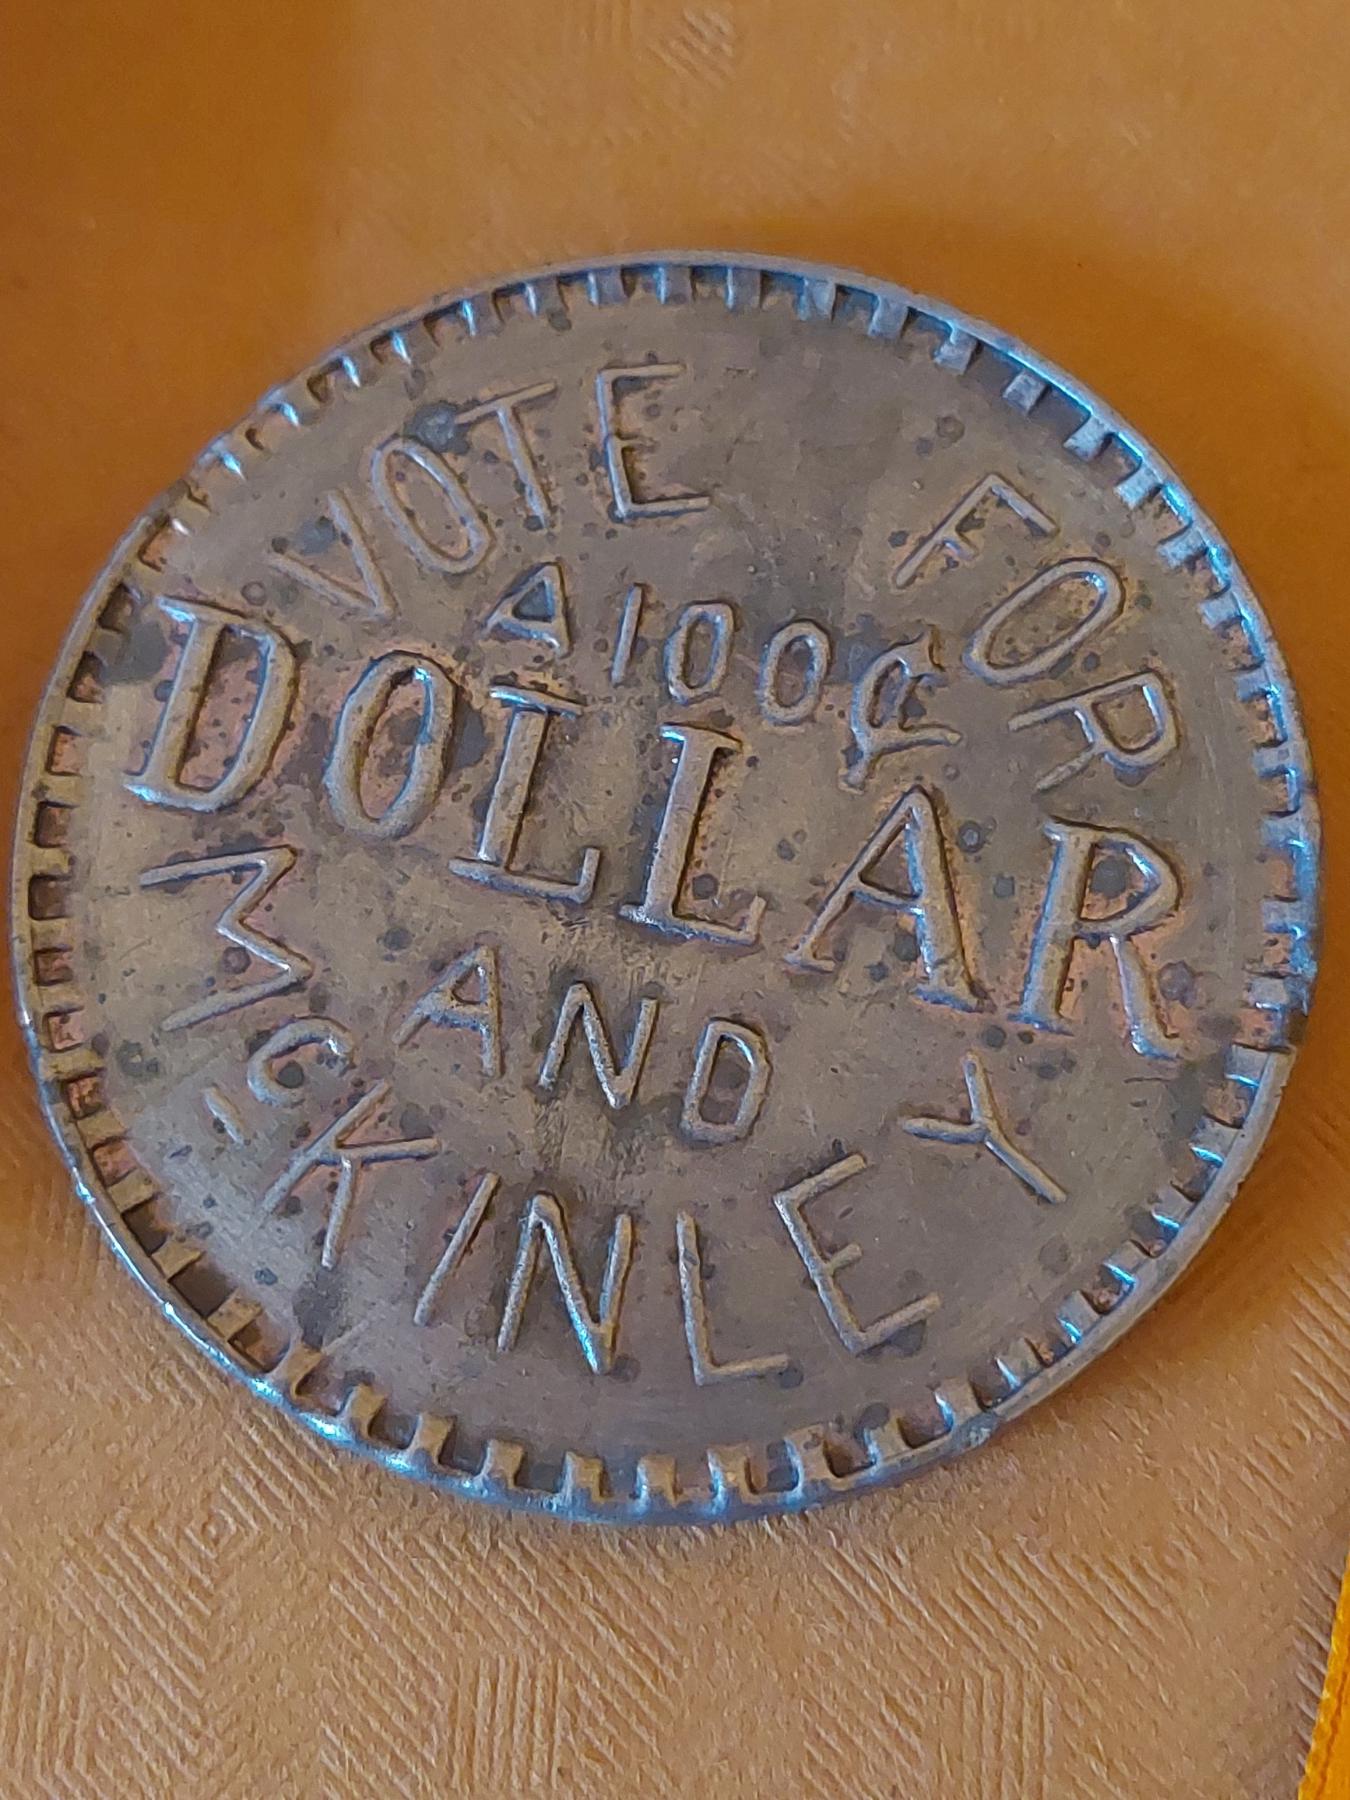 VOTE FOR
A 100¢
DOLLAR
AND
McKINLEY